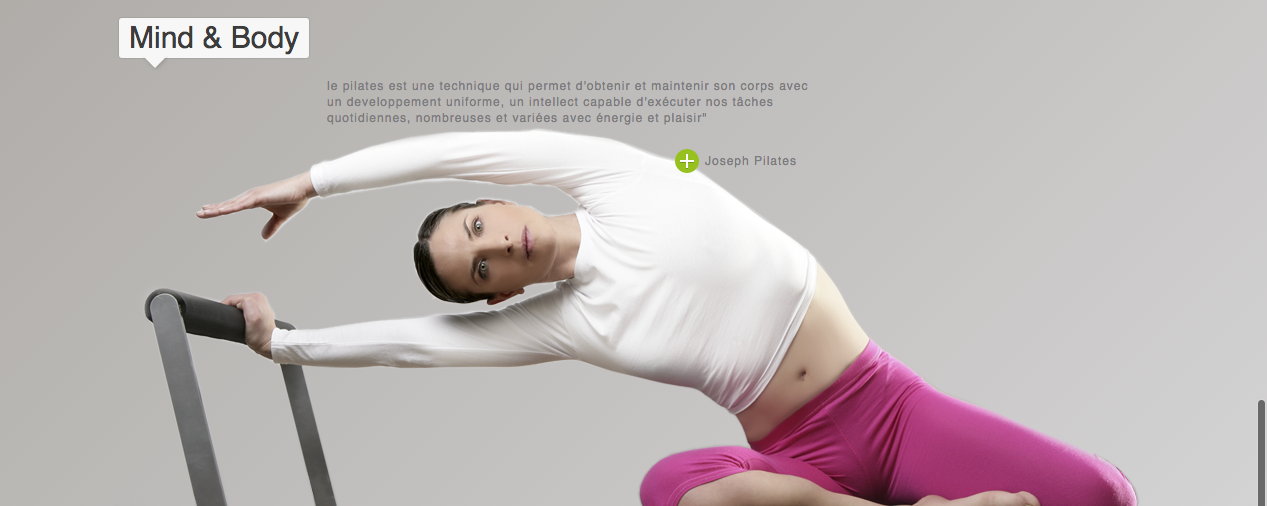 Mind & Body
le pilates est une technique qui permet d'obtenir et maintenir son corps avec
un developpement uniforme, un intellect capable d'exécuter nos tâches
quotidiennes, nombreuses et variées avec énergie et plaisir"
Joseph Pilates